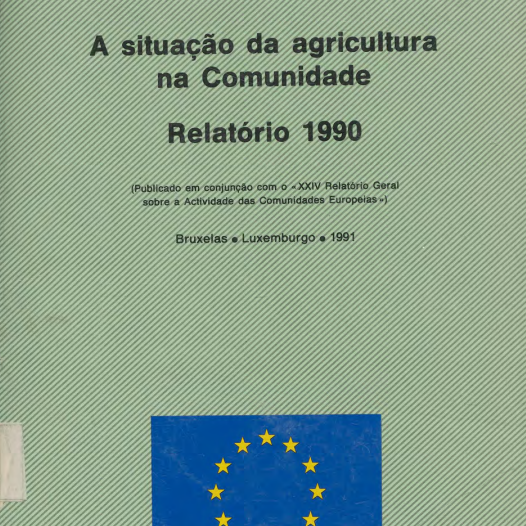 A situação da agricultura
na Comunidade
Relatório 1990
(Publicado em conjunção com o «XXIV Relatório Geral
sobre a Actividade das Comunidades Europeias»)
Bruxelas • Luxemburgo • 1991